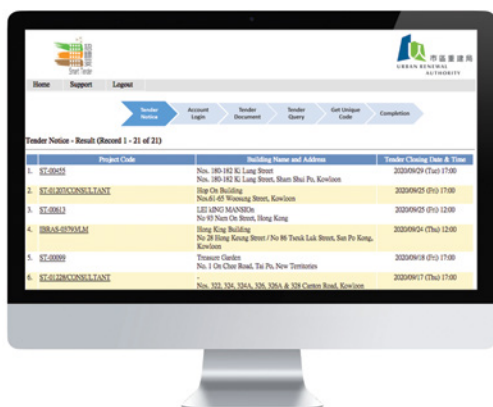 Smart Tender
市區重建局
URBAN RENEWAL
AUTHORITY
Home Support Logout
Tender Notice
Account Login
Tender Document
Tender Query
Get Unique Code
Completion
Tender Notice - Result (Record 1 - 21 of 21)
Project Code Building Name and Address Tender Closing Date & Time
1. ST-00455 Nos. 180-182 Ki Lung Street 2020/09/29 (Tue) 17:00
Nos. 180-182 Ki Lung Street, Sham Shui Po, Kowloon
2. ST-01207/CONSULTANT Hop On Building 2020/09/25 (Fri) 17:00
Nos.61-65 Woosung Street, Kowloon
3. ST-00613 LEI KING MANSION 2020/09/25 (Fri) 12:00
No 93 Nam On Street, Hong Kong
4. Hong King Building 2020/09/24 (Thu) 12:00
No 28 Hong Keung Street / No 86 Tseuk Luk Street, San Po Kong,
Kowloon
5. ST-00099 Treasure Garden 2020/09/18 (Fri) 17:00
No. 1 On Chee Road, Tai Po, New Territories
6. ST-01228/CONSULTANT - 2020/09/17 (Thu) 17:00
Nos. 322, 324, 324A, 326, 326A & 328 Canton Road, Kowloon